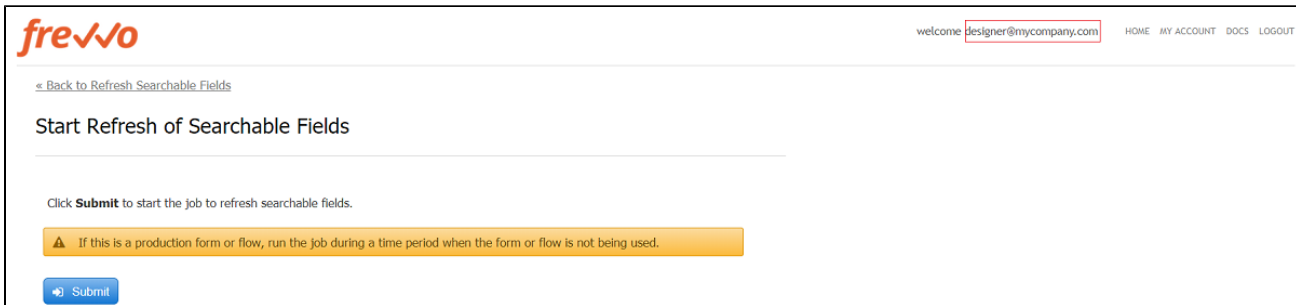 frevvo
welcome designer@mycompany.com HOME MY ACCOUNT DOCS LOGOUT
« Back to Refresh Searchable Fields
Start Refresh of Searchable Fields
Click Submit to start the job to refresh searchable fields.
If this is a production form or flow, run the job during a time period when the form or flow is not being used.
Submit